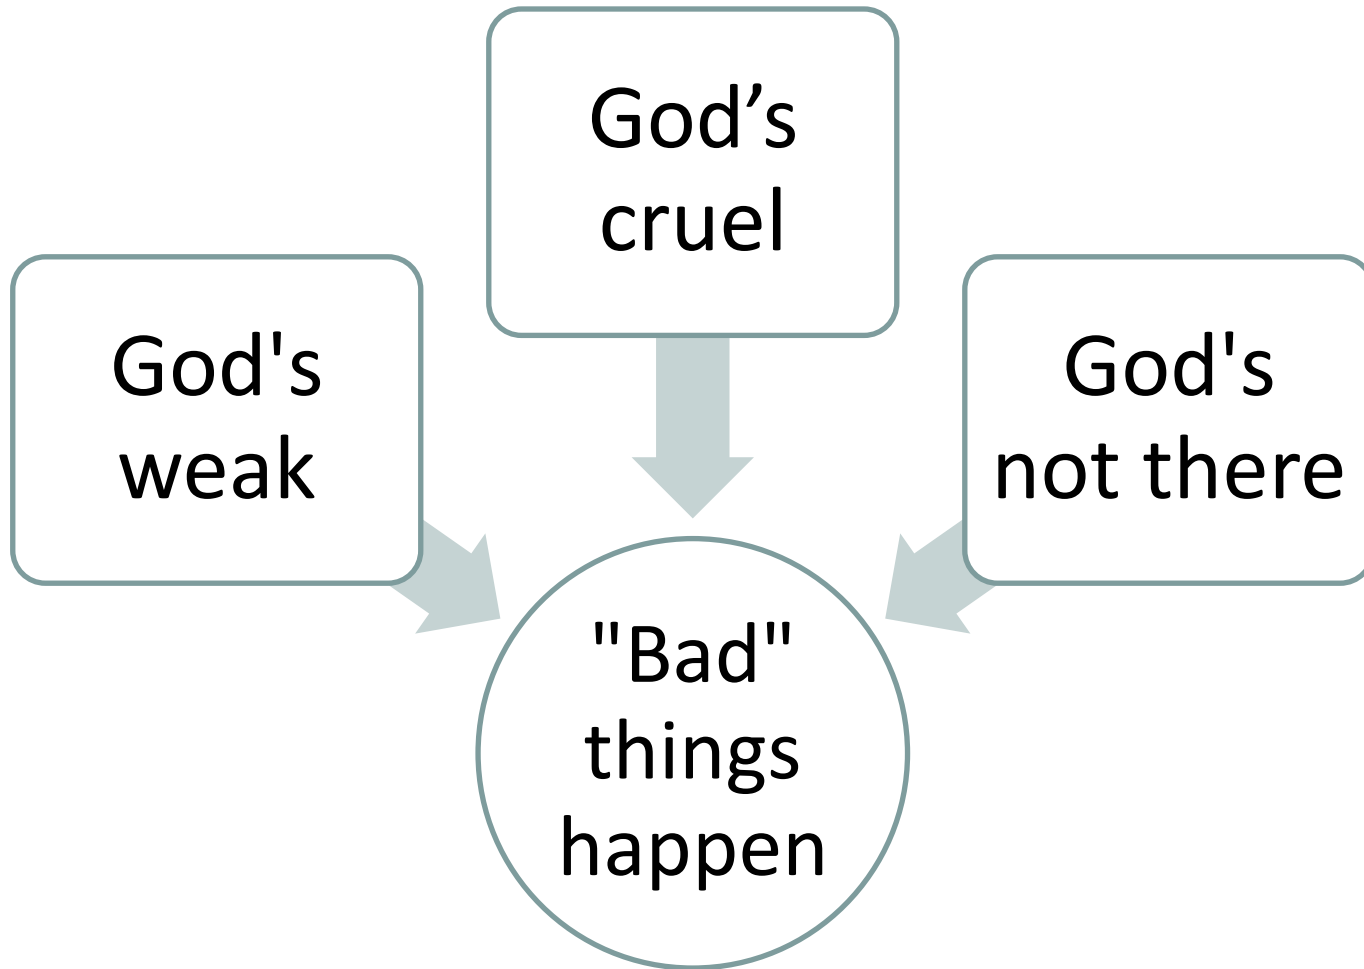 God’s
cruel
God's
weak
God's
not there
"Bad"
things
happen